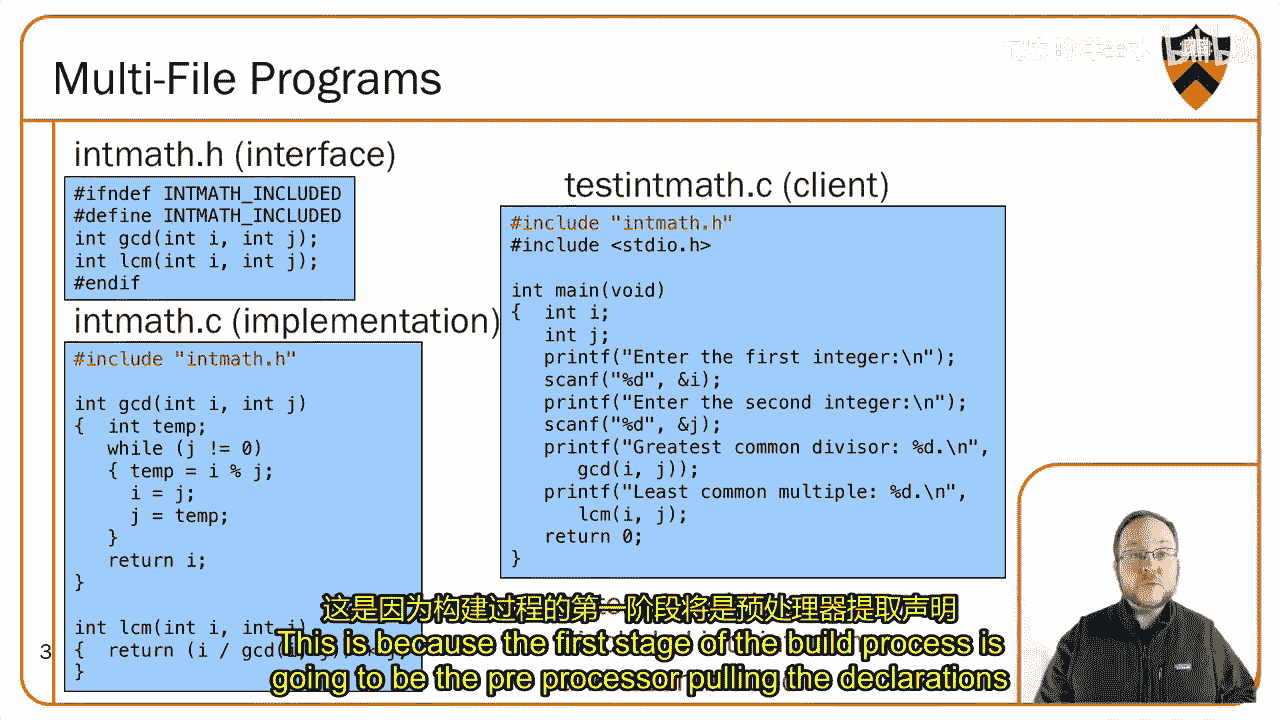 Multi-File Programs
intmath.h (interface)
#ifndef INTMATH_INCLUDED
#define INTMATH_INCLUDED
int gcd(int i, int j);
int lcm(int i, int j);
#endif
intmath.c (implementation)
#include "intmath.h"
int gcd(int i, int j)
{ int temp;
while (j != 0)
{ temp = i % j;
i = j;
j = temp;
}
return i;
}
int lcm(int i, int j)
{ return (i / gcd(i
}
testintmath.c (client)
#include "intmath.h"
#include <stdio.h>
int main(void)
{ int i;
int j;
printf("Enter the first integer:\n");
scanf("%d", &i);
printf("Enter the second integer:\n");
scanf("%d", &j);
printf("Greatest common divisor: %d.\n",
gcd(i, j));
printf("Least common multiple: %d.\n",
lcm(i, j);
return 0;
}
3
这是因为构建过程的第一阶段将是预处理器提取声明
This is because the first stage of the build process is
going to be the pre processor pulling the declarations